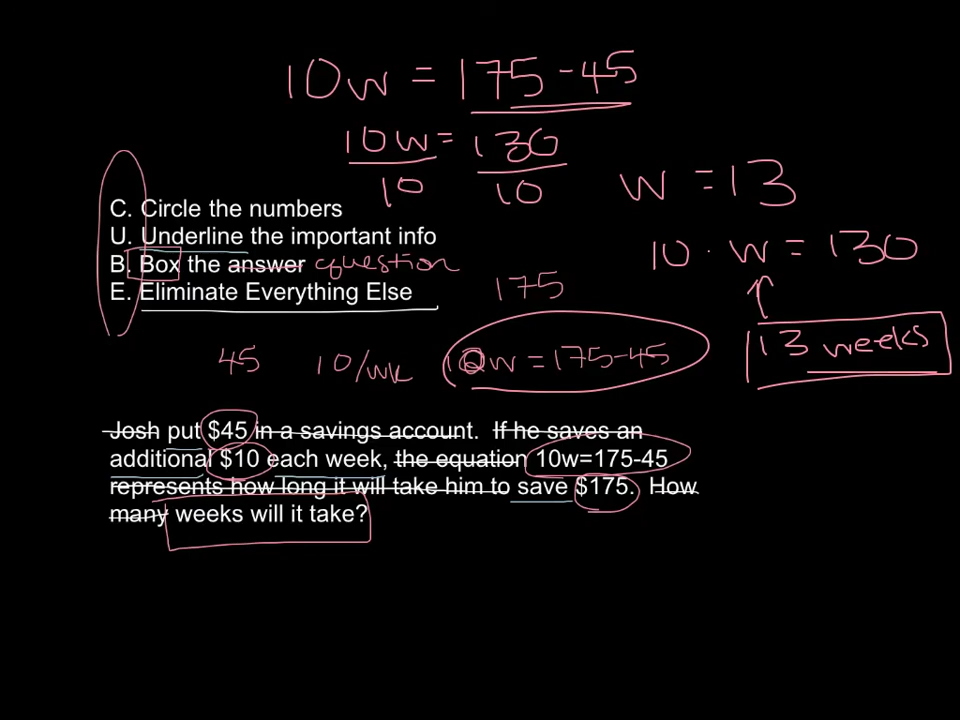 10w = 175-45
10w = 130
10 10
w = 13
C. Circle the numbers
U. Underline the important info
B. Box the answer question
E. Eliminate Everything Else
10 · w = 130
175
13 weeks
45 10/wk 10w = 175-45
Josh put $45 in a savings account. If he saves an
additional $10 each week, the equation 10w=175-45
represents how long it will take him to save $175. How
many weeks will it take?